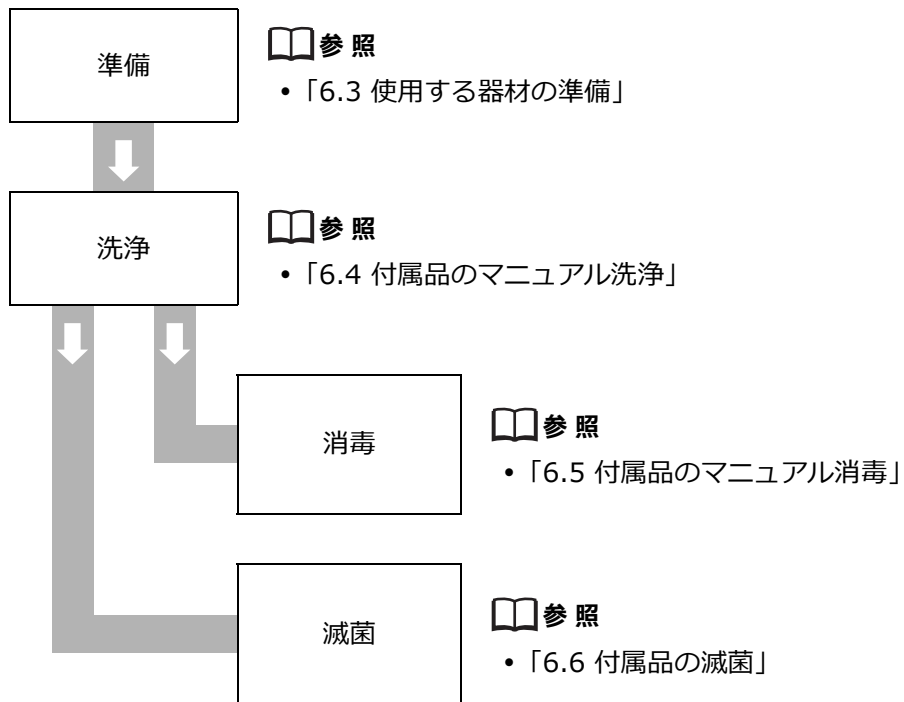 準備
参照
•「6.3 使用する器材の準備」
洗浄
参照
•「6.4 付属品のマニュアル洗浄」
消毒
参照
•「6.5 付属品のマニュアル消毒」
滅菌
参照
•「6.6 付属品の滅菌」